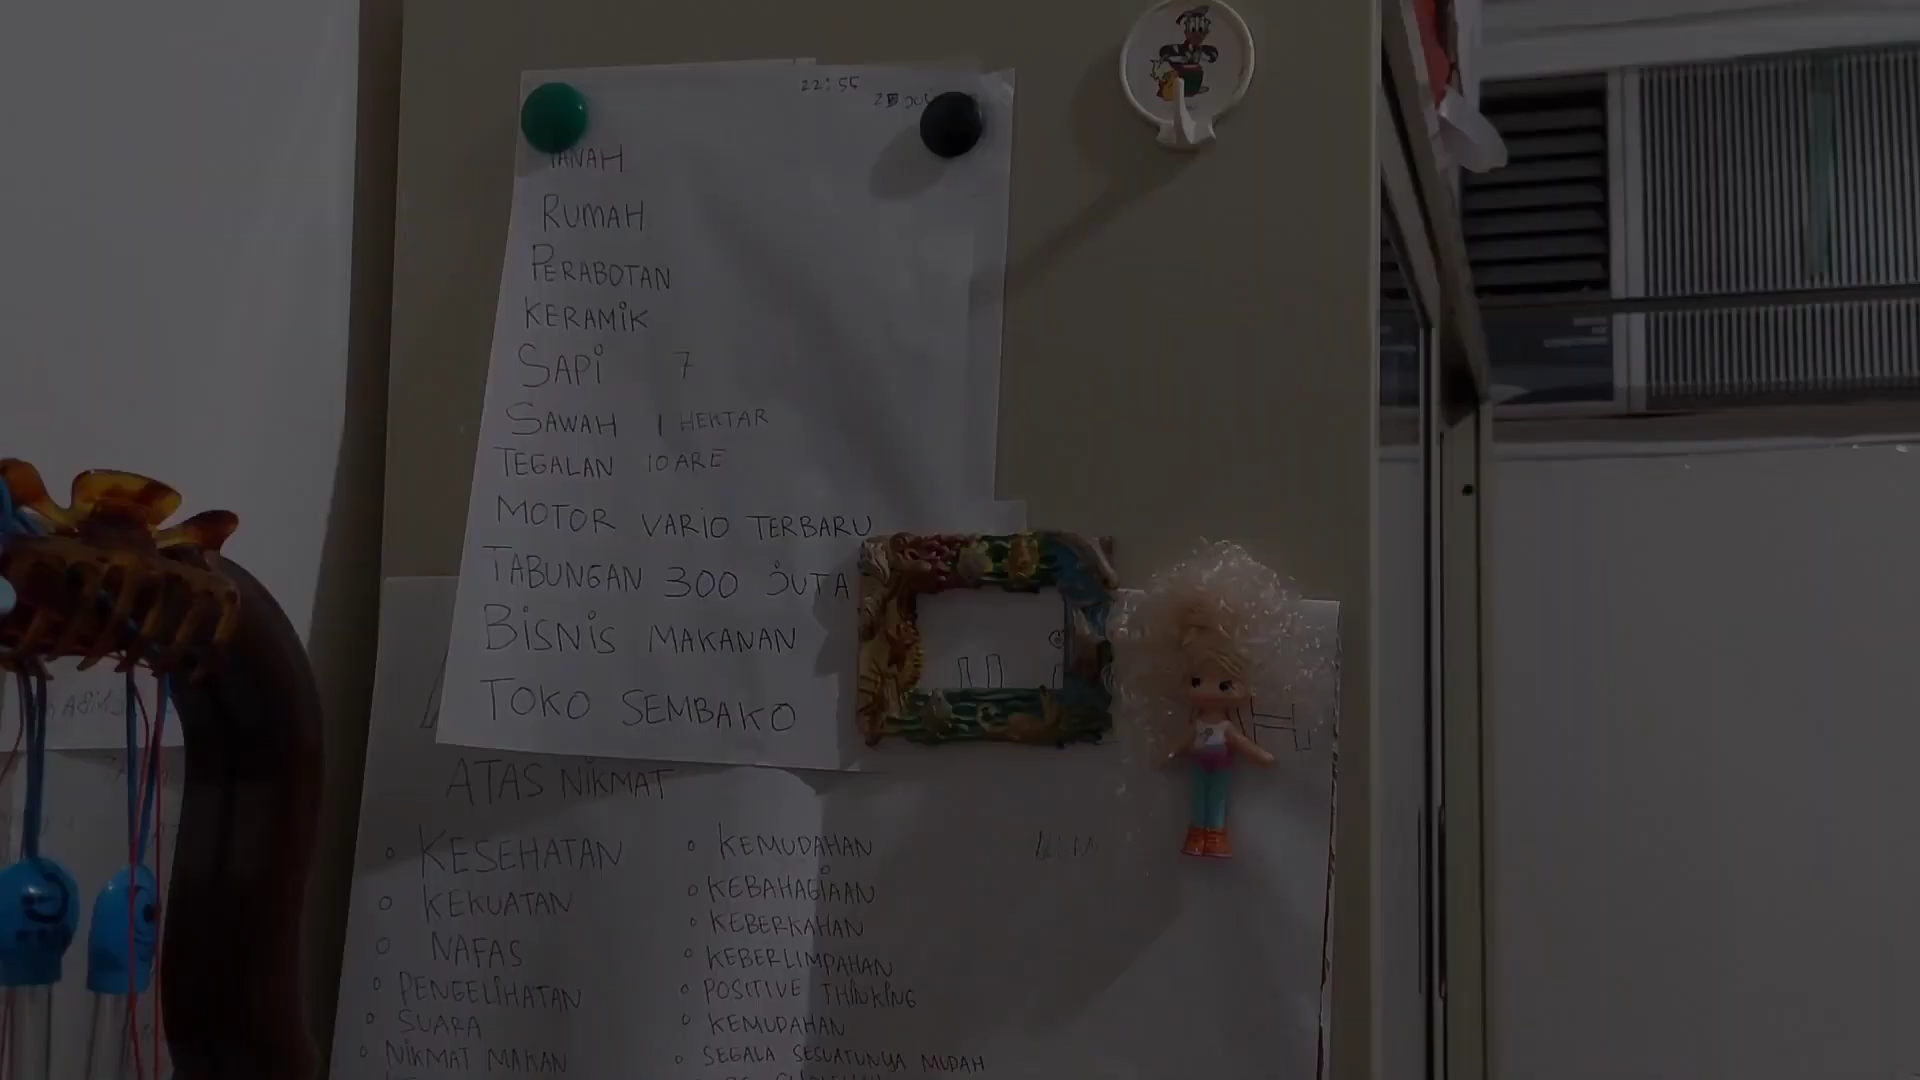 22:56
TANAH
RUMAH
PERABOTAN
KERAMiK
SAPi 7
SAWAH 1 HEKTAR
TEGALAN 10 ARE
MOTOR VARiO TERBARU
TABUNGAN 300 JUTA
BiSNiS MAKANAN
TOKO SEMBAKO
ATAS NiKMAT
KESEHATAN
KEKUATAN
NAFAS
PENGELiHATAN
SUARA
NiKMAT MAKAN
KEMUDAHAN
KEBAHAGiAAN
KEBERKAHAN
KEBERLIMPAHAN
POSITIVE THiNKiNG
KEMUDAHAN
SEGALA SESUATUNYA MUDAH